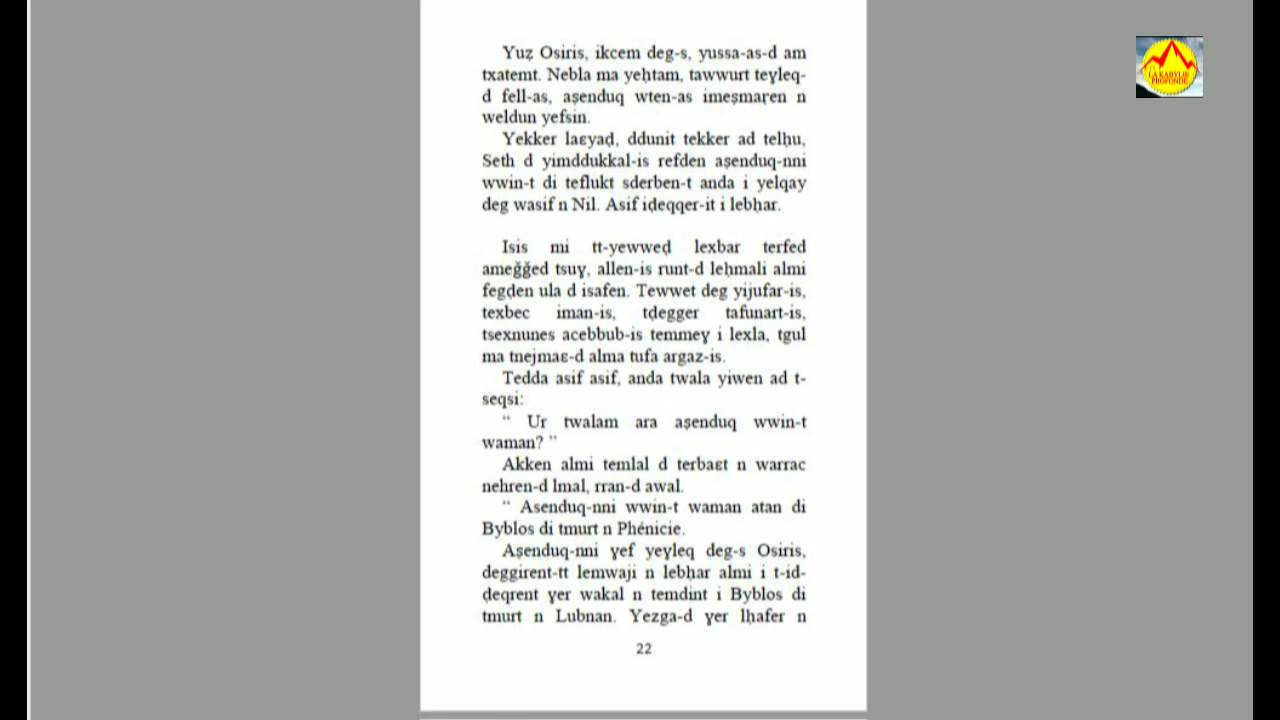 Yuẓ Osiris, ikcem deg-s, yussa-as-d am
txatemt. Nebla ma yeḥtam, tawwurt teɣleq-
d fell-as, aṣenduq wten-as imeṣmaṛen n
weldun yefsin.
Yekker laɛyaḍ, ddunit tekker ad telḥu,
Seth d yimddukkal-is refden aṣenduq-nni
wwin-t di teflukt sderben-t anda i yelqay
deg wasif n Nil. Asif iḍeqqer-it i lebḥar.
Isis mi tt-yewweḍ lexbar terfed
ameǧǧed tsuɣ, allen-is runt-d leḥmali almi
fegḍen ula d isafen. Tewwet deg yijufar-is,
texbec iman-is, tḍegger tafunart-is,
tsexnunes acebbub-is temmeɣ i lexla, tgul
ma tnejmaɛ-d alma tufa argaz-is.
Tedda asif asif, anda twala yiwen ad t-
seqsi:
“ Ur twalam ara aṣenduq wwin-t
waman? ”
Akken almi temlal d terbaɛt n warrac
nehren-d lmal, rran-d awal.
“ Asenduq-nni wwin-t waman atan di
Byblos di tmurt n Phénicie.
Aṣenduq-nni ɣef yeɣleq deg-s Osiris,
deggirent-tt lemwaji n lebḥar almi i t-id-
ḍeqrent ɣer wakal n temdint i Byblos di
tmurt n Lubnan. Yezga-d ɣer lḥafer n
22
LA KABYLIE
PROFONDE